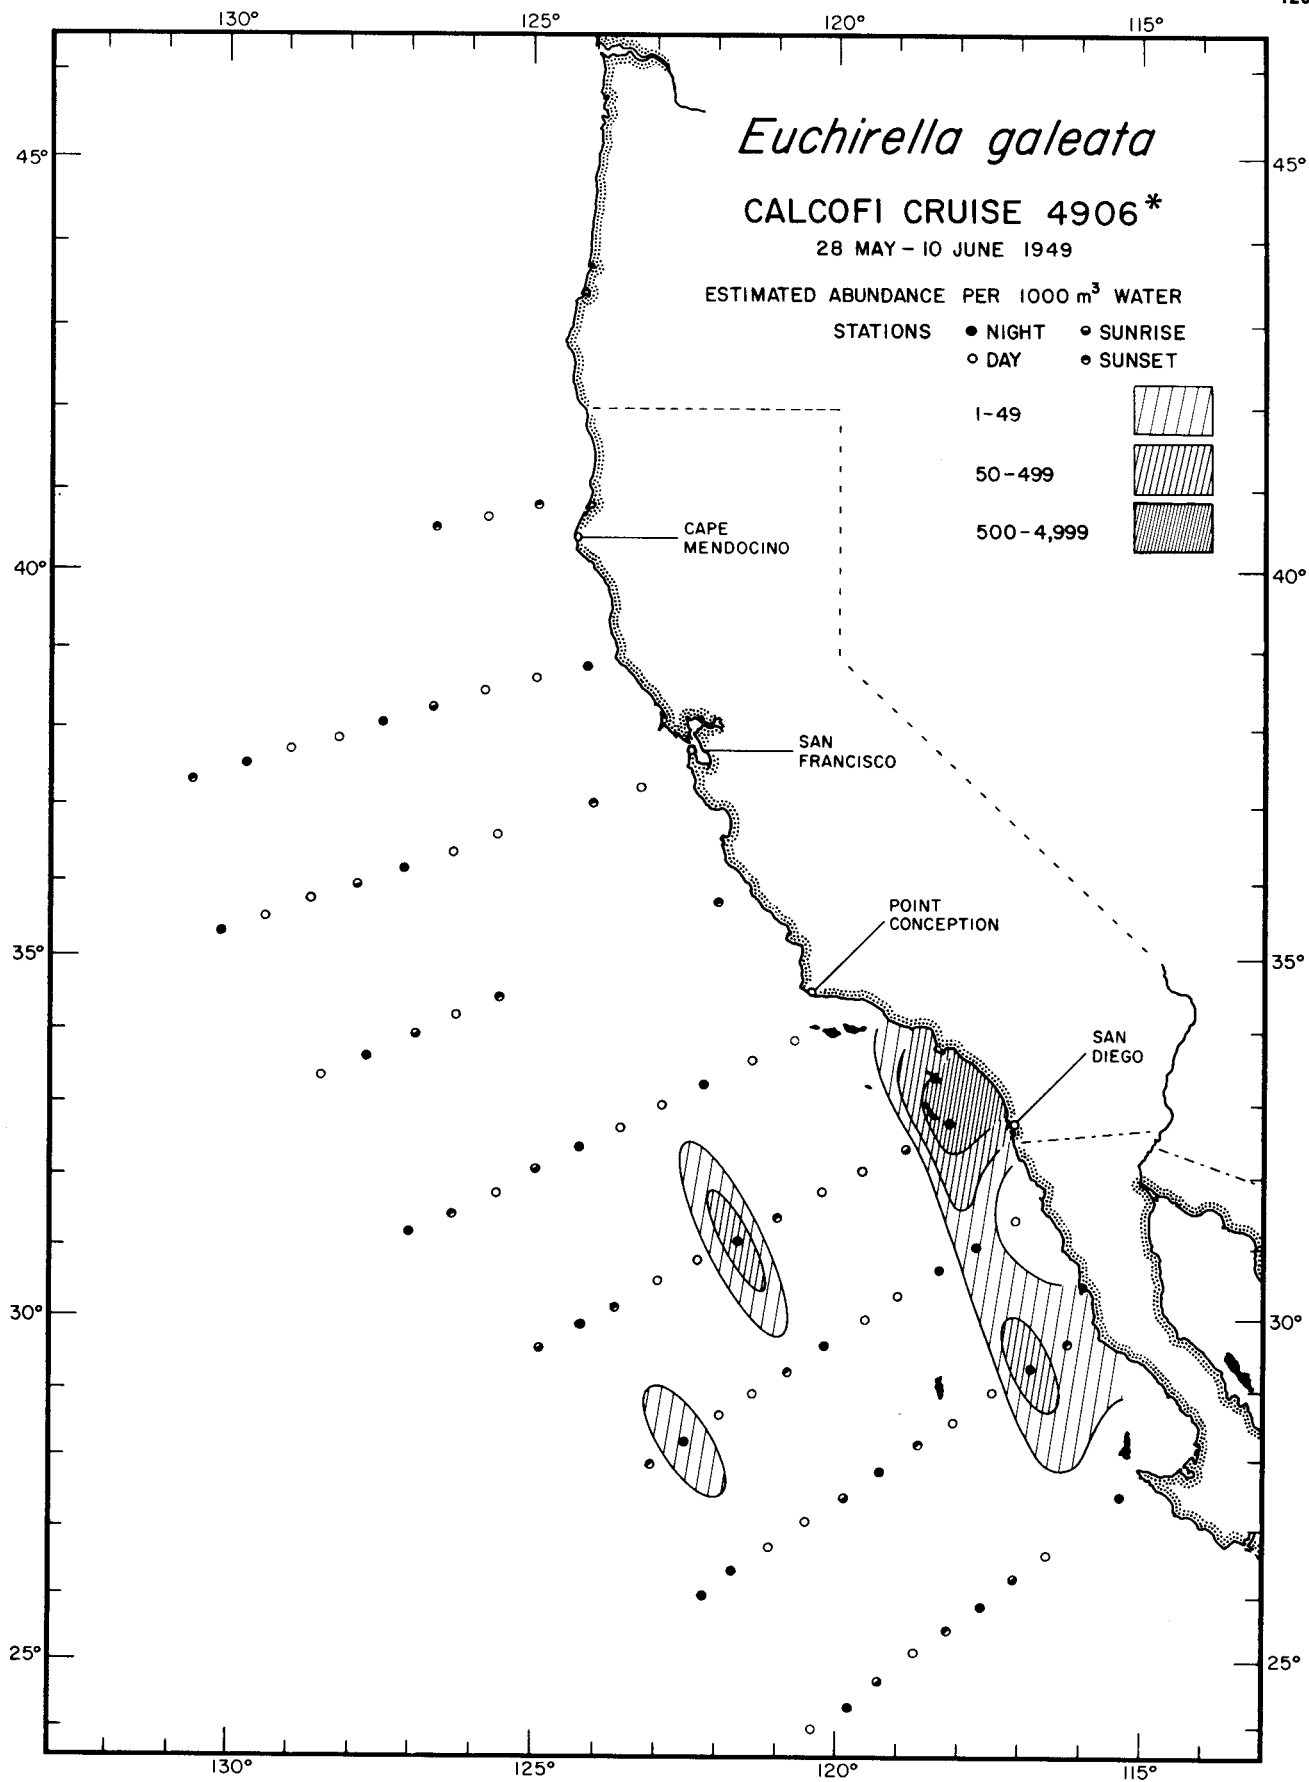 130° 125° 120° 115°
Euchirella galeata
CALCOFI CRUISE 4906*
28 MAY – 10 JUNE 1949
ESTIMATED ABUNDANCE PER 1000 m³ WATER
STATIONS ● NIGHT SUNRISE
○ DAY SUNSET
1-49
50-499
500-4,999
45° 45°
CAPE
MENDOCINO
40° 40°
SAN
FRANCISCO
POINT
CONCEPTION
35° 35°
SAN
DIEGO
30° 30°
25° 25°
130° 125° 120° 115°